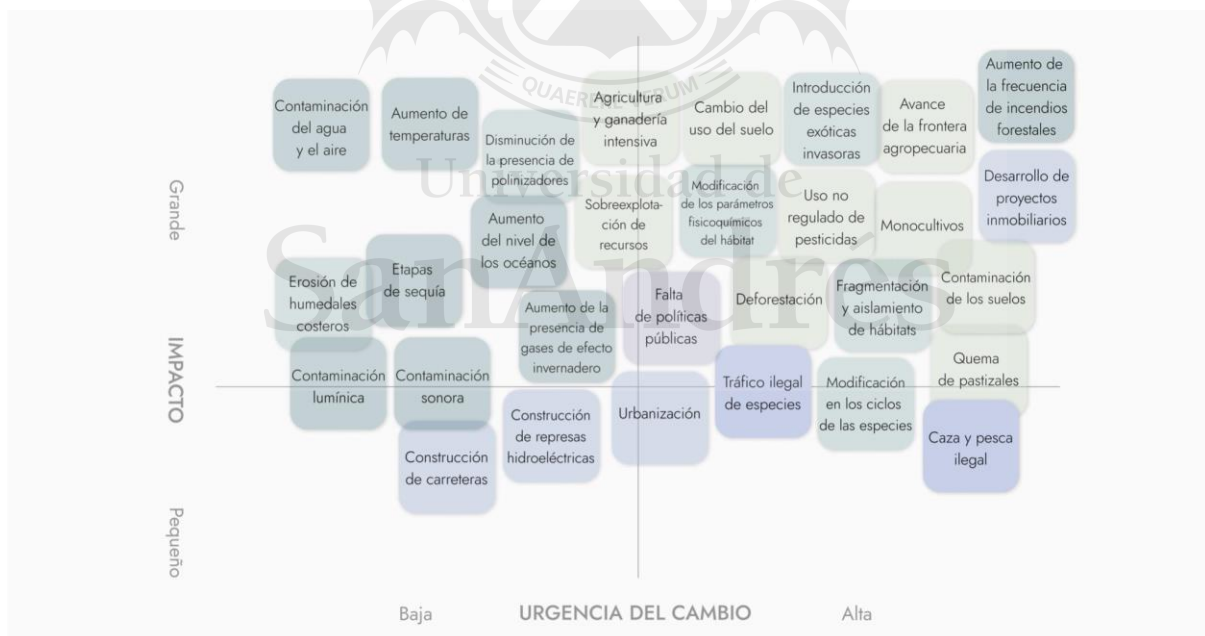 Contaminación
del agua
y el aire
Aumento de
temperaturas
Disminución de
la presencia de
polinizadores
Agricultura
y ganadería
intensiva
Cambio del
uso del suelo
Introducción
de especies
exóticas
invasoras
Avance
de la frontera
agropecuaria
Aumento de
la frecuencia
de incendios
forestales
QUAERERE VERUM
Universidad de
SanAndrés
Grande
Aumento
del nivel de
los océanos
Sobreexplota-
ción de
recursos
Modificación
de los parámetros
fisicoquímicos
del hábitat
Uso no
regulado de
pesticidas
Monocultivos
Desarrollo de
proyectos
inmobiliarios
Erosión de
humedales
costeros
Etapas
de sequía
Aumento de la
presencia de
gases de efecto
invernadero
Falta
de políticas
públicas
Deforestación
Fragmentación
y aislamiento
de hábitats
Contaminación
de los suelos
IMPACTO
Contaminación
lumínica
Contaminación
sonora
Construcción
de carreteras
Construcción
de represas
hidroeléctricas
Urbanización
Tráfico ilegal
de especies
Modificación
en los ciclos
de las especies
Quema
de pastizales
Caza y pesca
ilegal
Pequeño
Baja
URGENCIA DEL CAMBIO
Alta